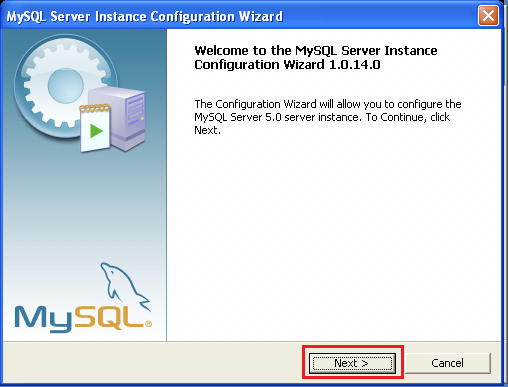 MySQL Server Instance Configuration Wizard
Welcome to the MySQL Server Instance
Configuration Wizard 1.0.14.0
The Configuration Wizard will allow you to configure the
MySQL Server 5.0 server instance. To Continue, click
Next.
MySQL®
Next >
Cancel